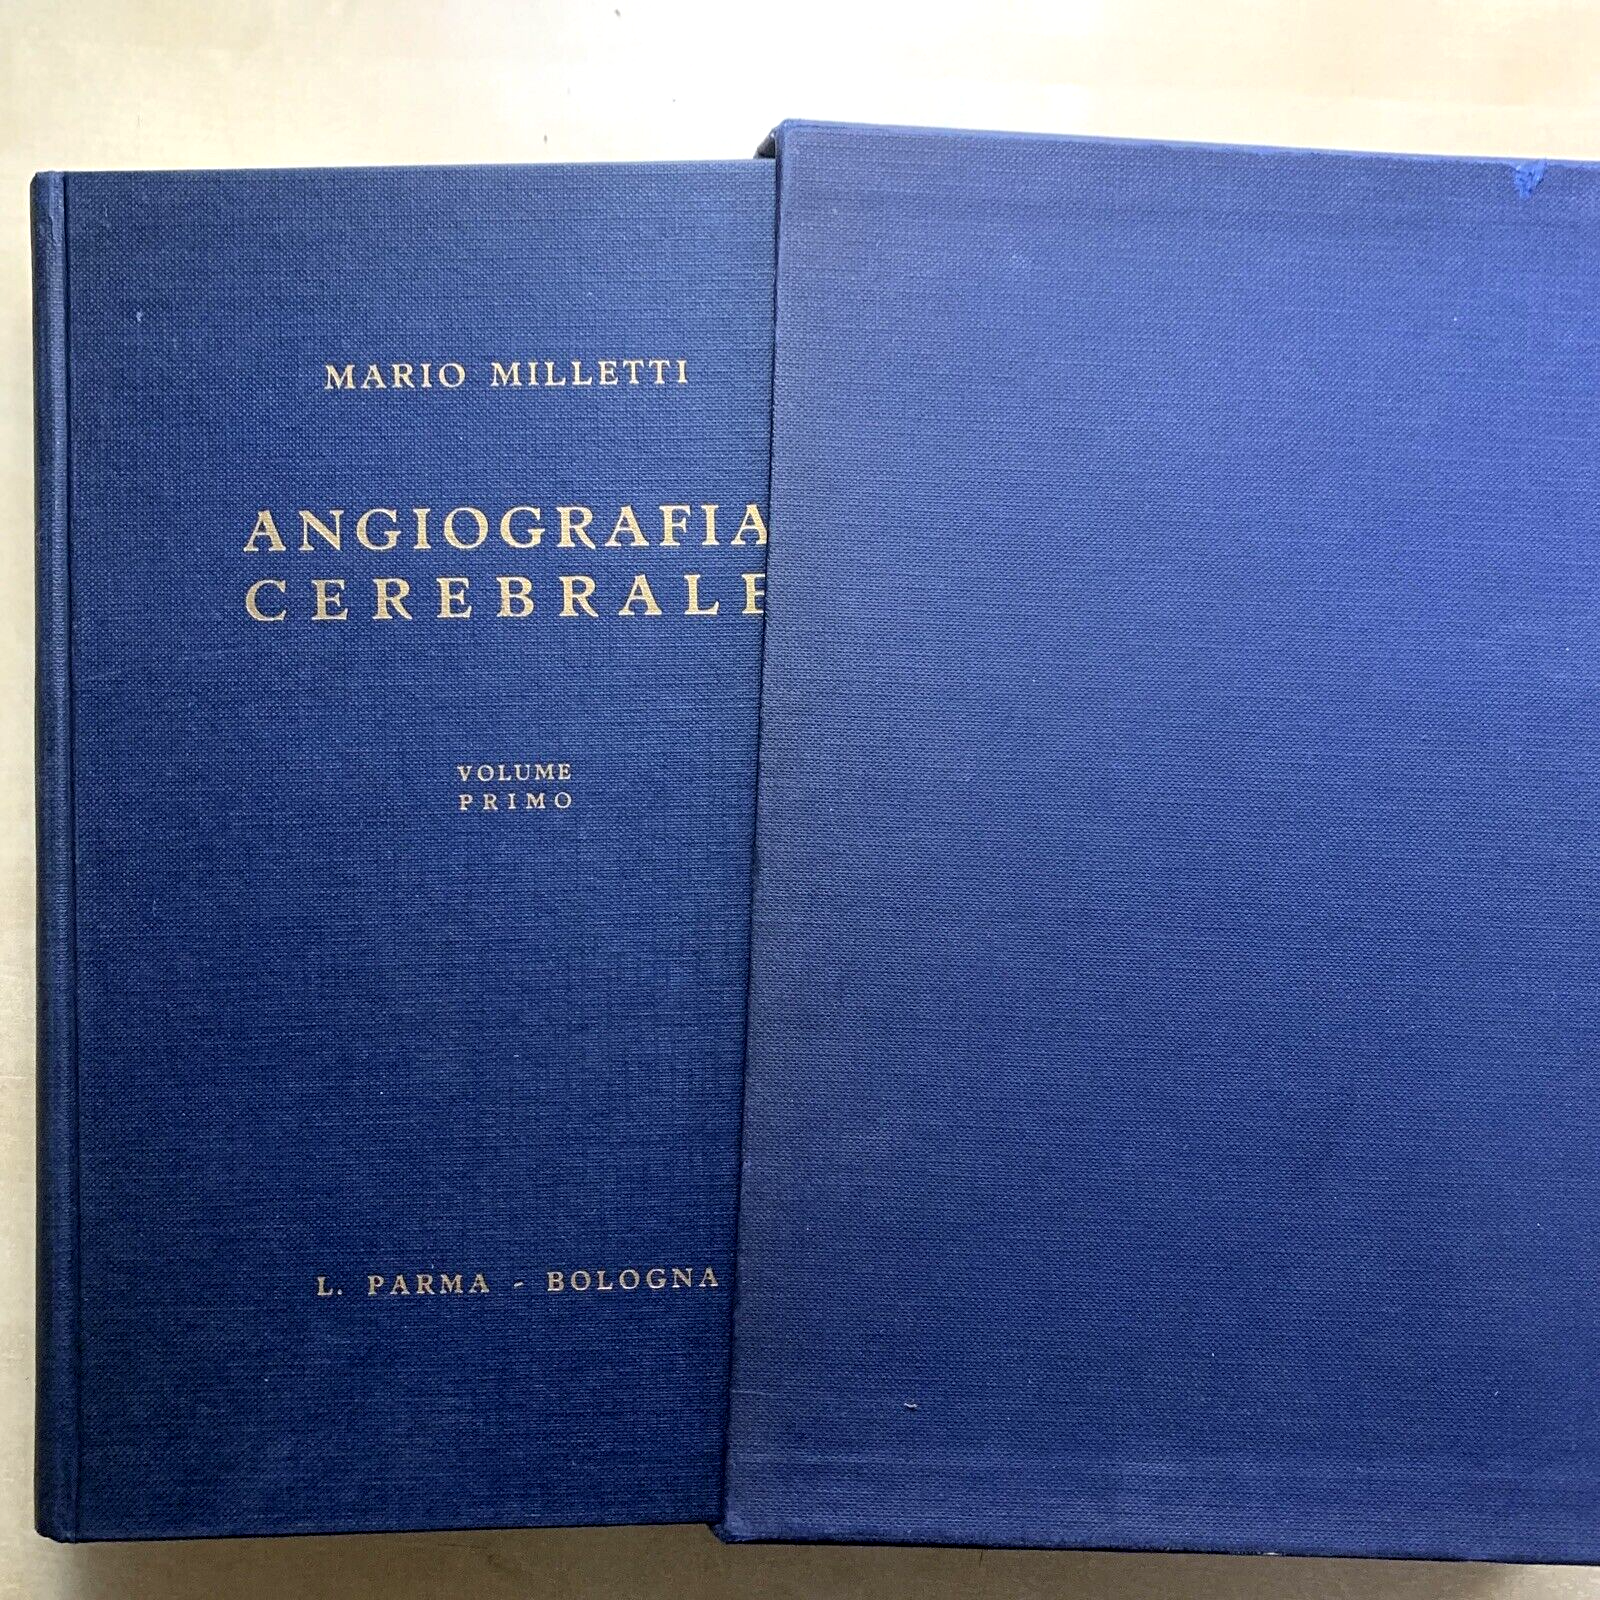 MARIO MILLETTI
ANGIOGRAFIA
CEREBRALE
VOLUME
PRIMO
L. PARMA - BOLOGNA